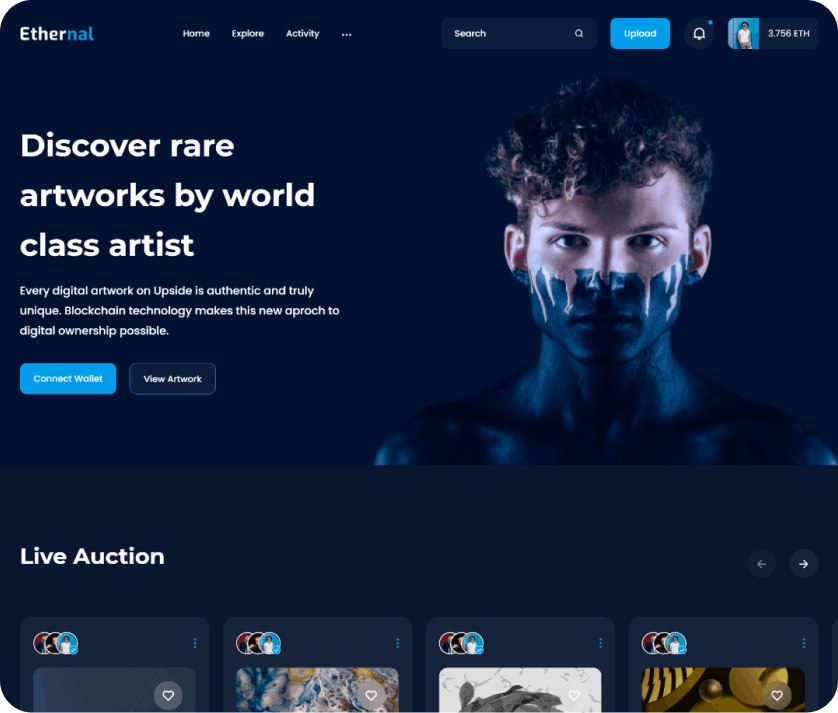 Ethernal
Home Explore Activity ...
Search
Upload
3.756 ETH
Discover rare
artworks by world
class artist
Every digital artwork on Upside is authentic and truly
unique. Blockchain technology makes this new aproch to
digital ownership possible.
Connect Wallet
View Artwork
Live Auction